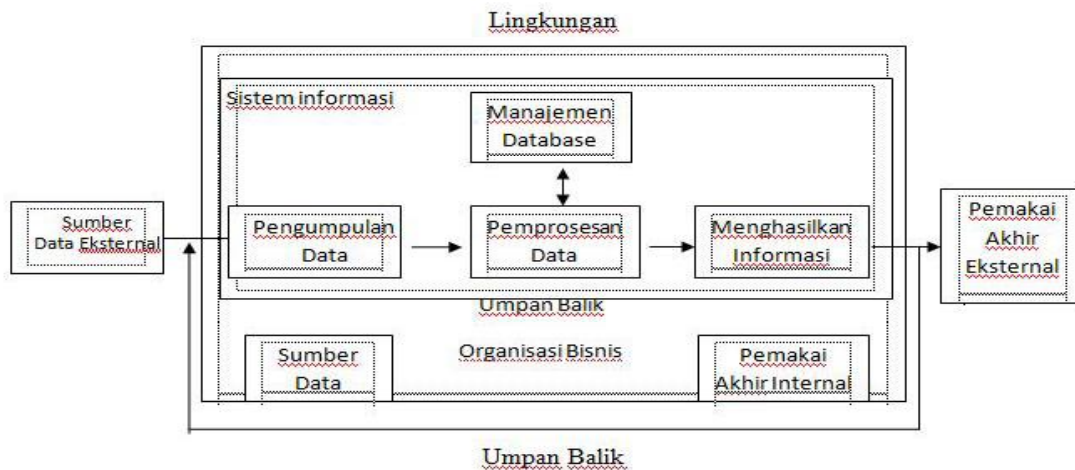 Lingkungan
Sistem informasi
Manajemen
Database
Sumber
Data Eksternal
Pengumpulan
Data
Pemprosesan
Data
Menghasilkan
Informasi
Pemakai
Akhir
Eksternal
Umpan Balik
Organisasi Bisnis
Sumber
Data
Pemakai
Akhir Internal
Umpan Balik